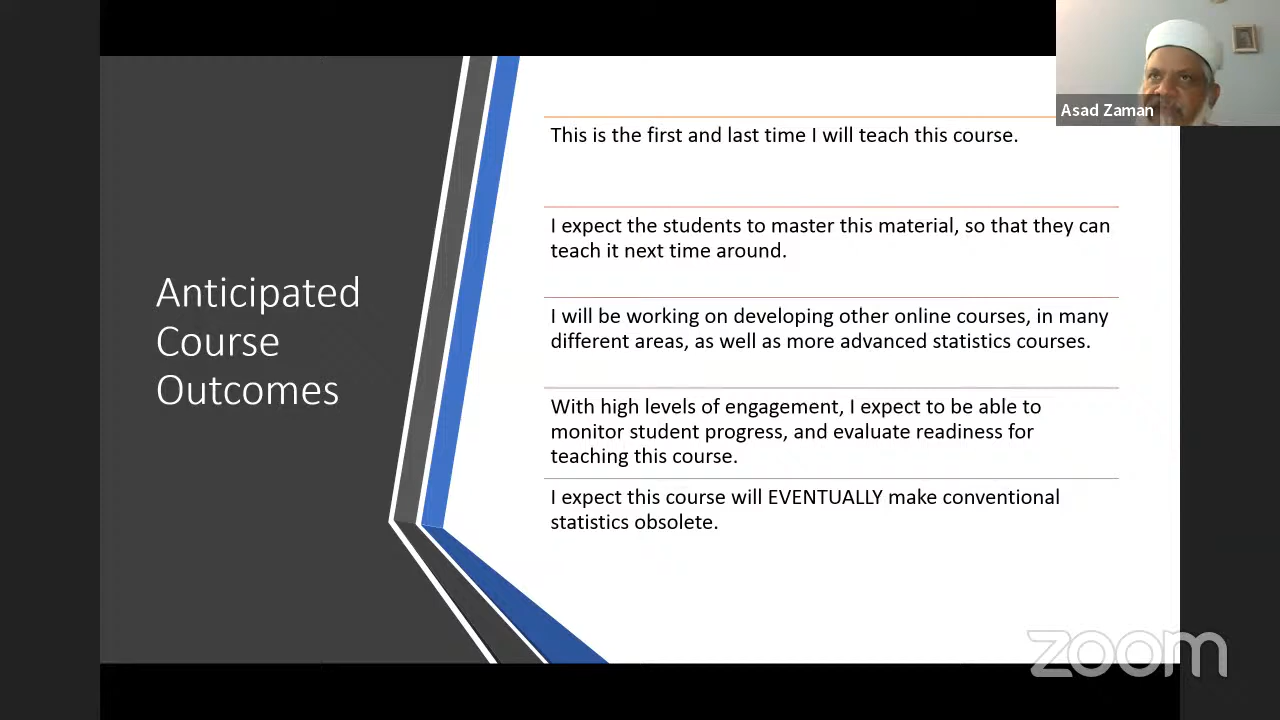 Asad Zaman
This is the first and last time I will teach this course.
I expect the students to master this material, so that they can
teach it next time around.
Anticipated
Course
Outcomes
I will be working on developing other online courses, in many
different areas, as well as more advanced statistics courses.
With high levels of engagement, I expect to be able to
monitor student progress, and evaluate readiness for
teaching this course.
I expect this course will EVENTUALLY make conventional
statistics obsolete.
zoom